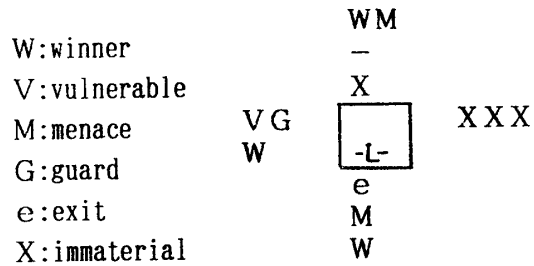 W:winner
V:vulnerable
M:menace
G:guard
e:exit
X:immaterial
WM
–
X
VG
W
-L-
XXX
e
M
W